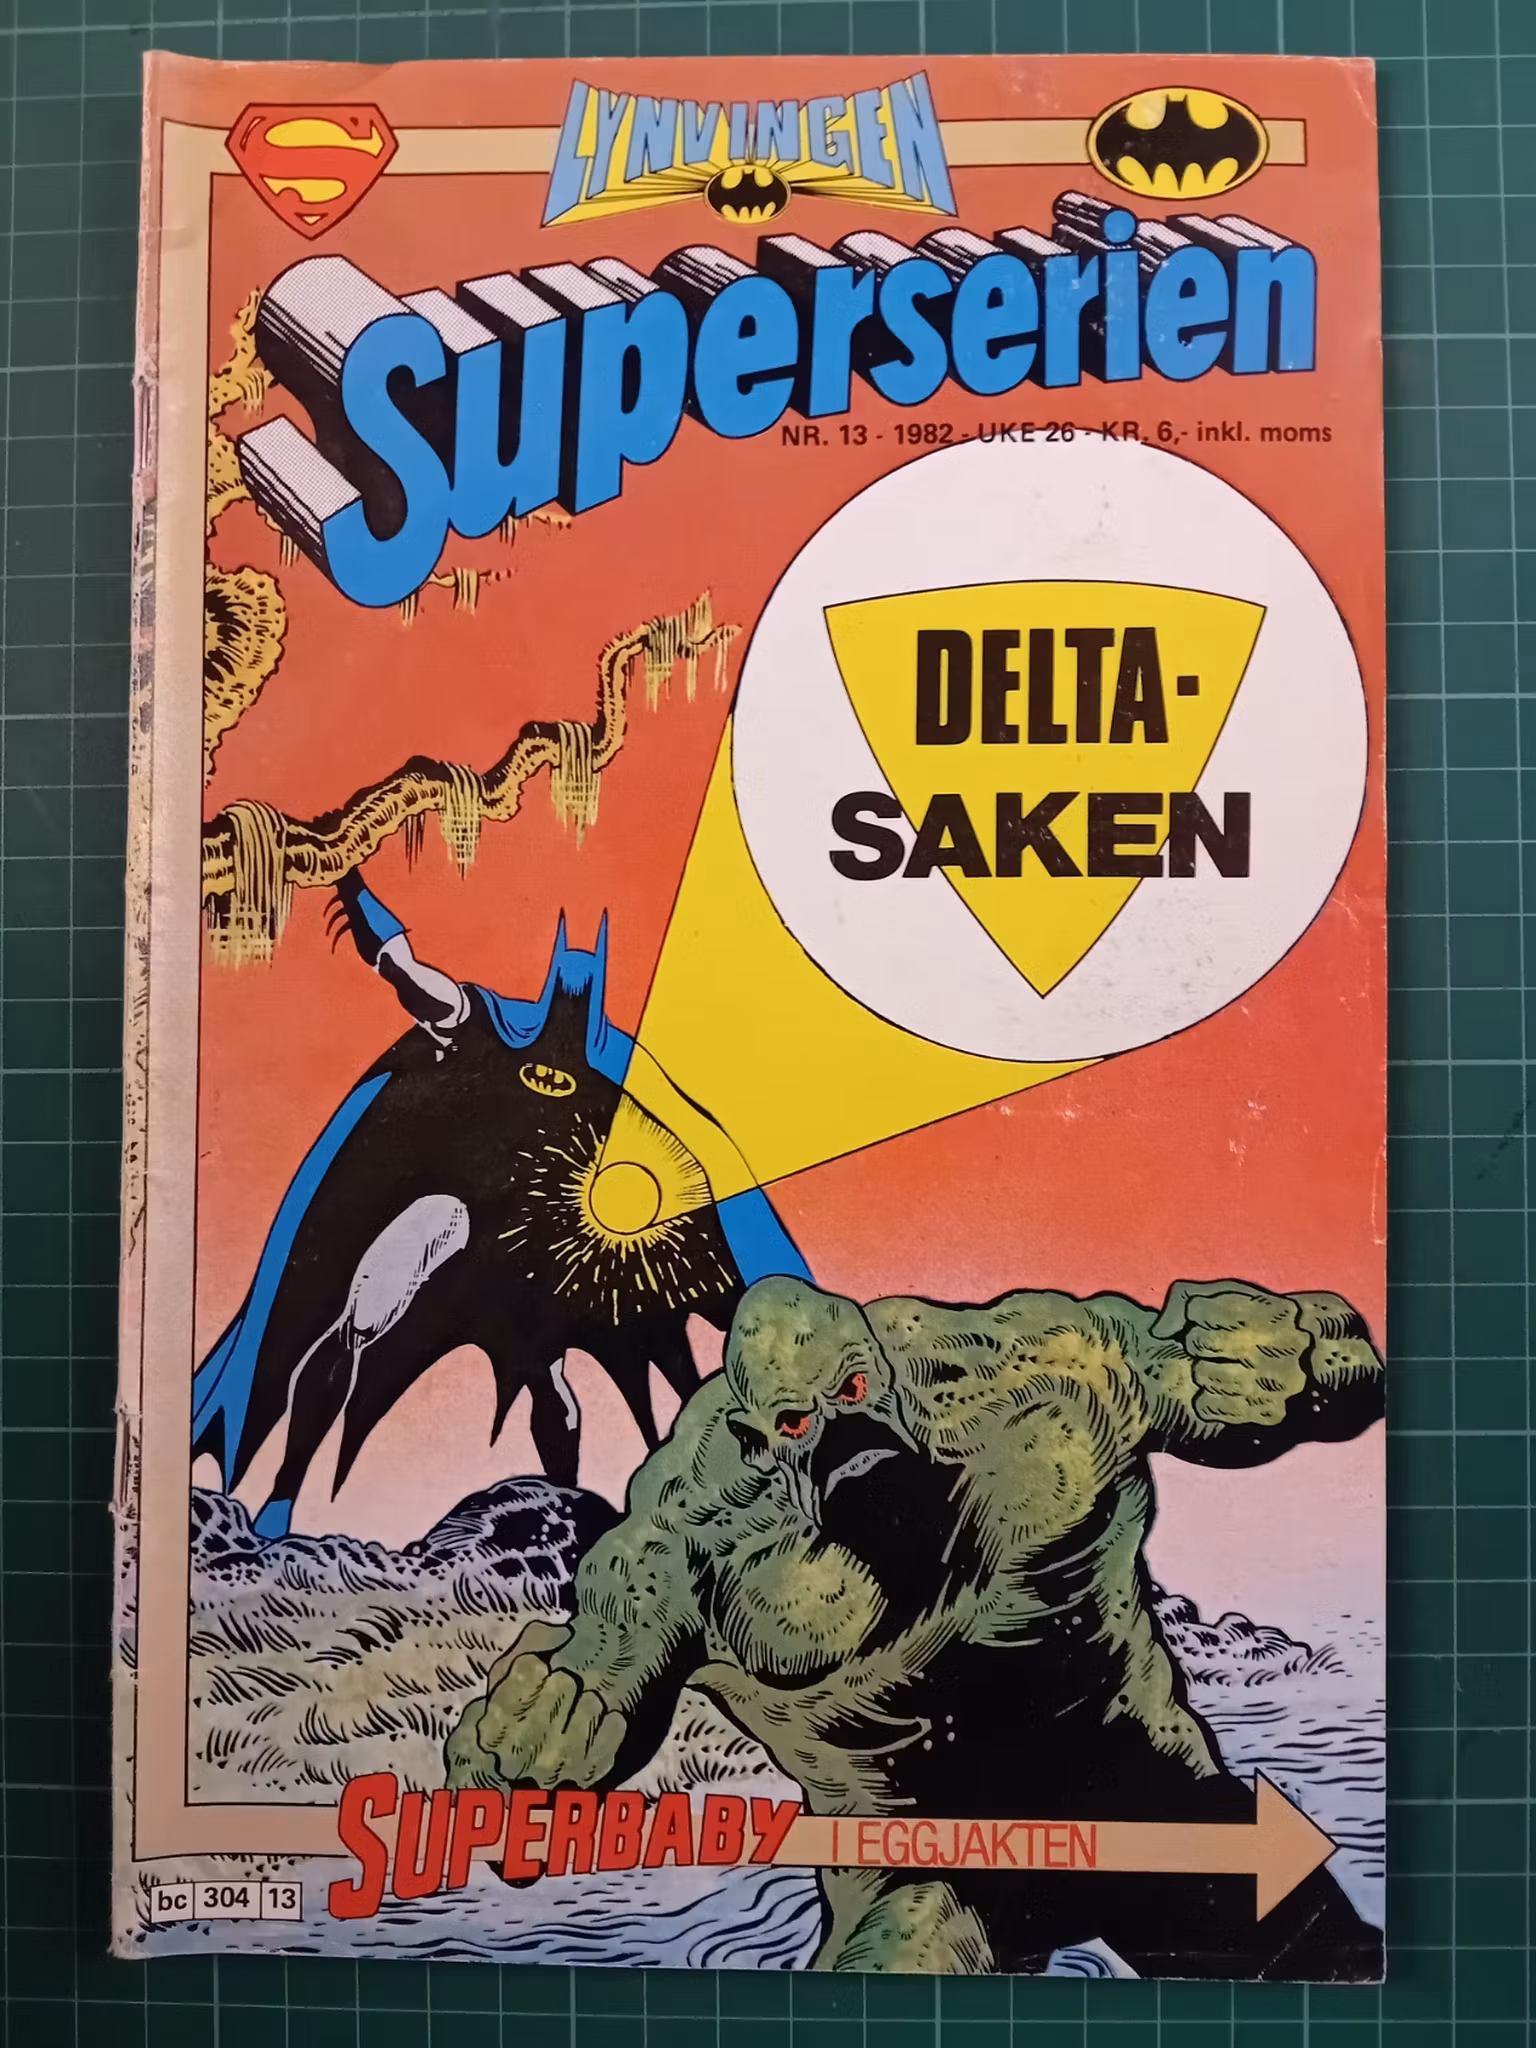 LYNVINGEN
Superserien
NR. 13 - 1982 - UKE 26 - KR. 6,- inkl. moms
DELTA-
SAKEN
SUPERBABY I EGGJAKTEN
bc 304 13